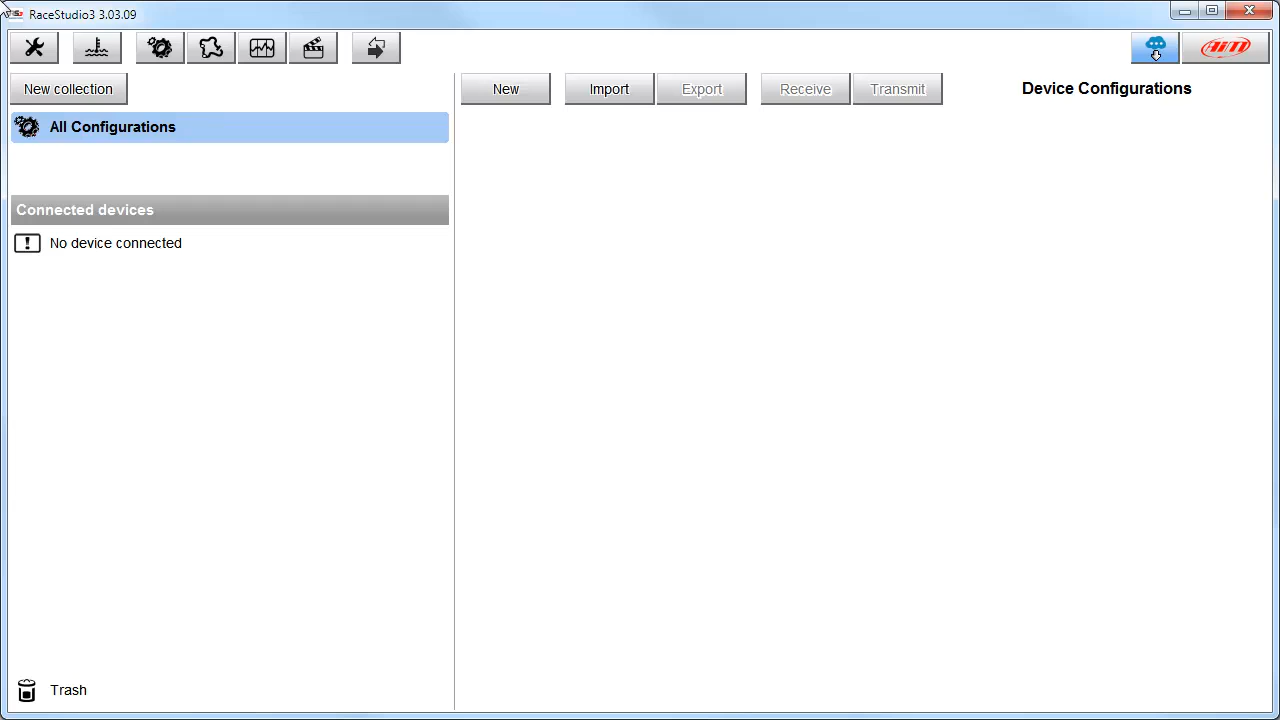 RaceStudio3 3.03.09
AiM
New collection
New
Import
Export
Receive
Transmit
Device Configurations
All Configurations
Connected devices
No device connected
Trash